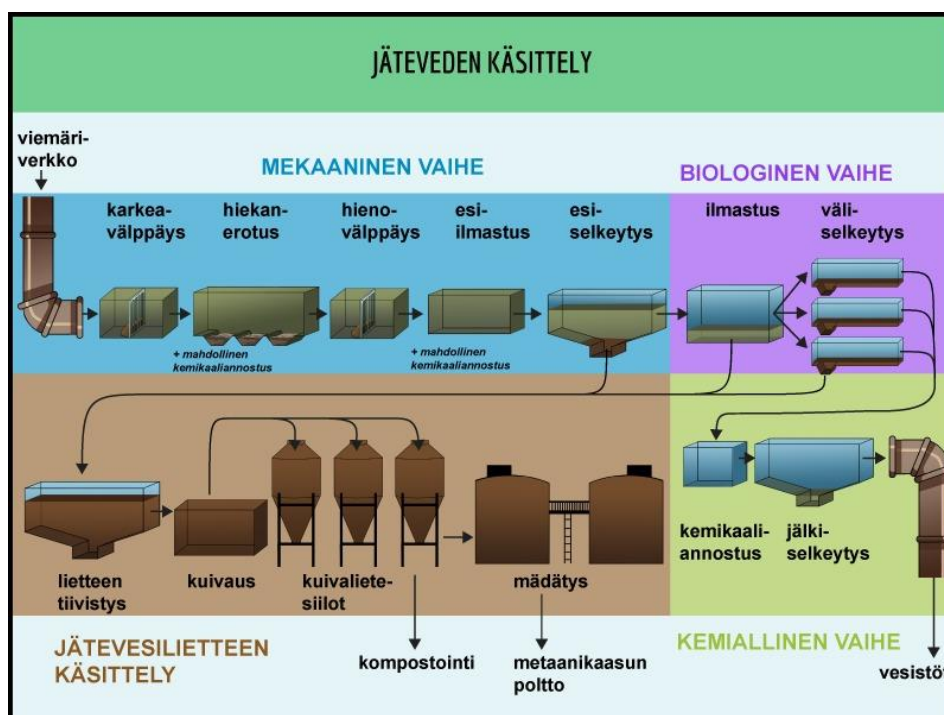 JÄTEVEDEN KÄSITTELY
viemäri-
verkko
MEKAANINEN VAIHE
BIOLOGINEN VAIHE
karkea-
välppäys
hiekan-
erotus
hieno-
välppäys
esi-
ilmastus
esi-
selkeytys
ilmastus
väli-
selkeytys
+ mahdollinen
kemikaaliannostus
+ mahdollinen
kemikaaliannostus
lietteen
tiivistys
kuivaus
kuivaliete-
siilot
mädätys
kemikaali-
annostus
jälki-
selkeytys
JÄTEVESILIETTEEN
KÄSITTELY
kompostointi
metaanikaasun
poltto
KEMIALLINEN VAIHE
vesistöt